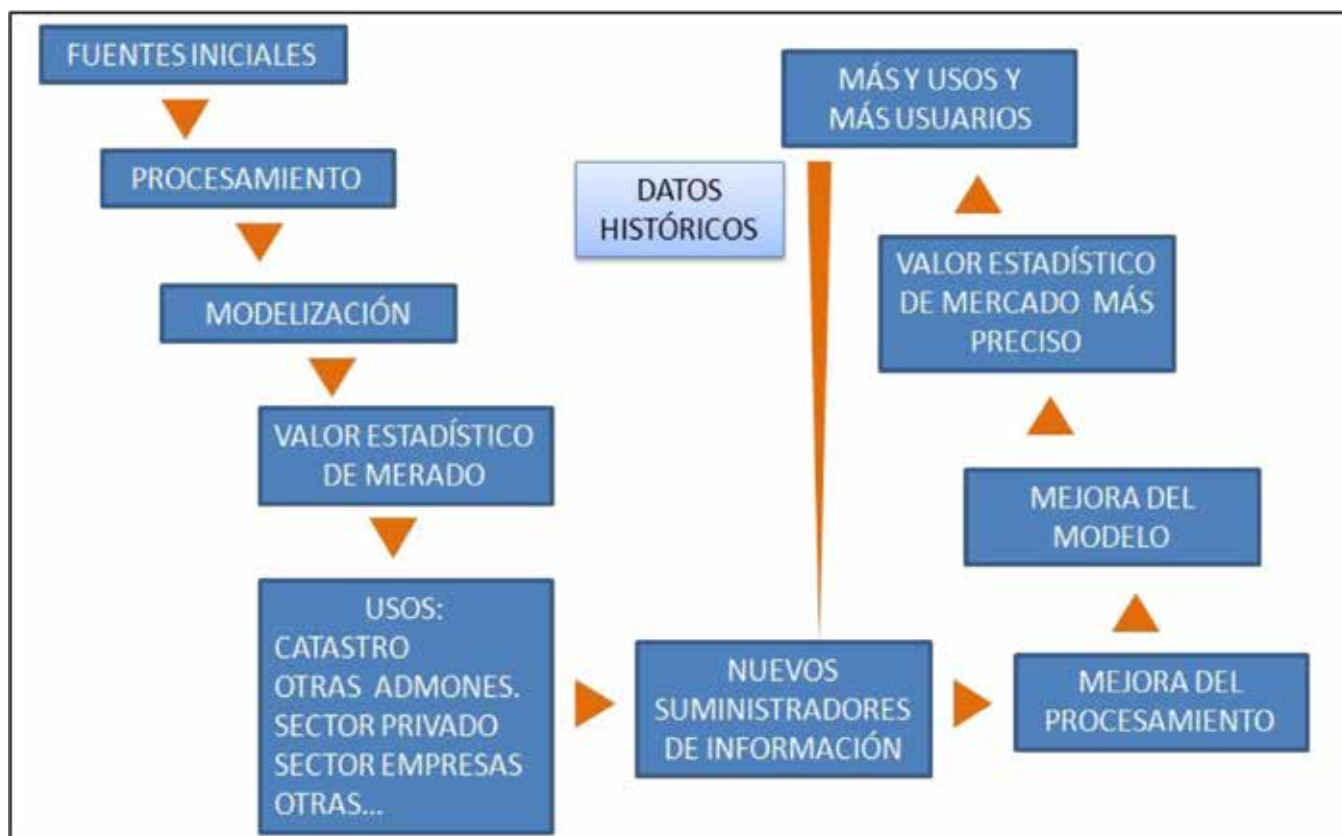 FUENTES INICIALES
PROCESAMIENTO
MODELIZACIÓN
VALOR ESTADÍSTICO
DE MERADO
USOS:
CATASTRO
OTRAS ADMONES.
SECTOR PRIVADO
SECTOR EMPRESAS
OTRAS...
NUEVOS
SUMINISTRADORES
DE INFORMACIÓN
MEJORA DEL
PROCESAMIENTO
MEJORA DEL
MODELO
VALOR ESTADÍSTICO
DE MERCADO MÁS
PRECISO
MÁS Y USOS Y
MÁS USUARIOS
DATOS
HISTÓRICOS